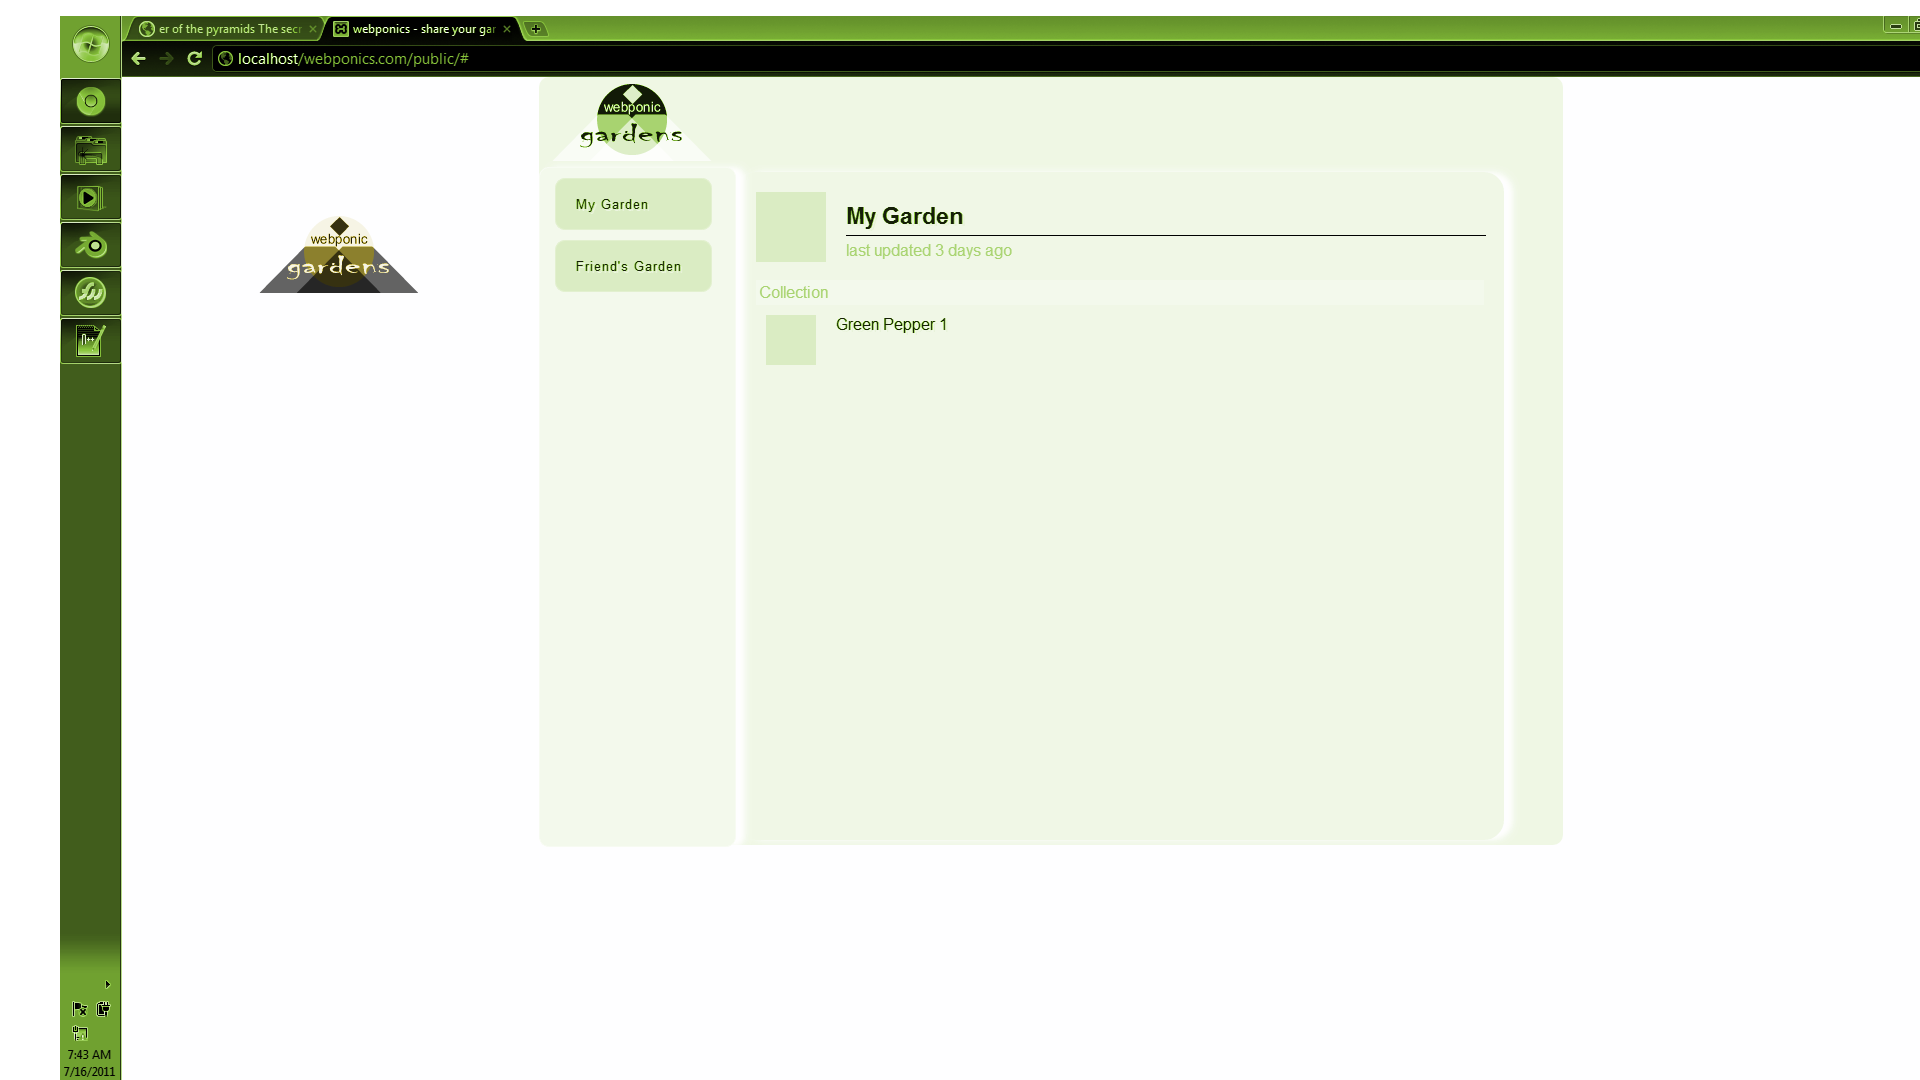 er of the pyramids The secr
webponics - share your gar
localhost/webponics.com/public/#
webponic
gardens
webponic
gardens
My Garden
Friend's Garden
My Garden
last updated 3 days ago
Collection
Green Pepper 1
7:43 AM
7/16/2011